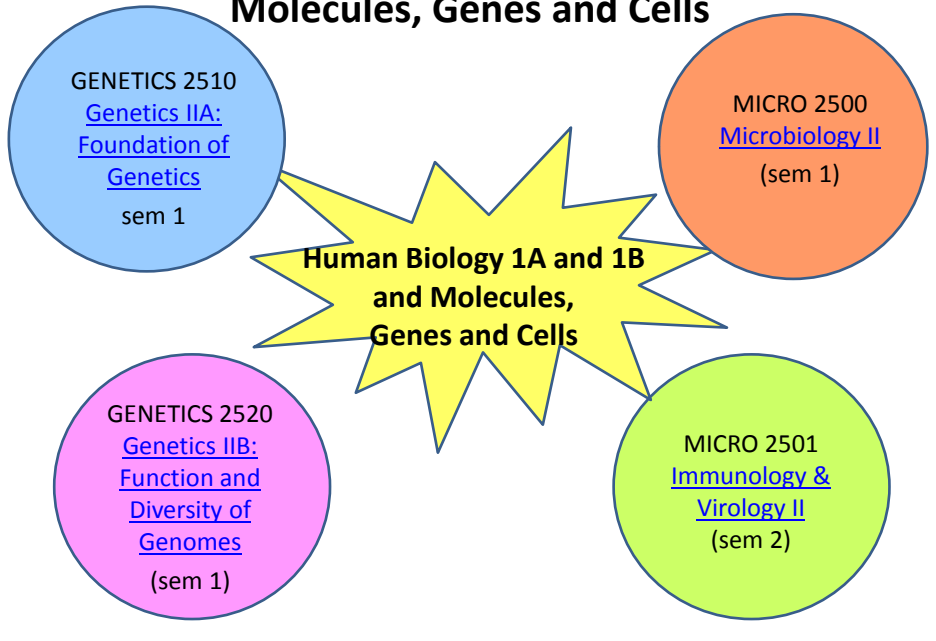 Molecules, Genes and Cells
GENETICS 2510
Genetics IIA:
Foundation of
Genetics
sem 1
MICRO 2500
Microbiology II
(sem 1)
Human Biology 1A and 1B
and Molecules,
Genes and Cells
GENETICS 2520
Genetics IIB:
Function and
Diversity of
Genomes
(sem 1)
MICRO 2501
Immunology &
Virology II
(sem 2)